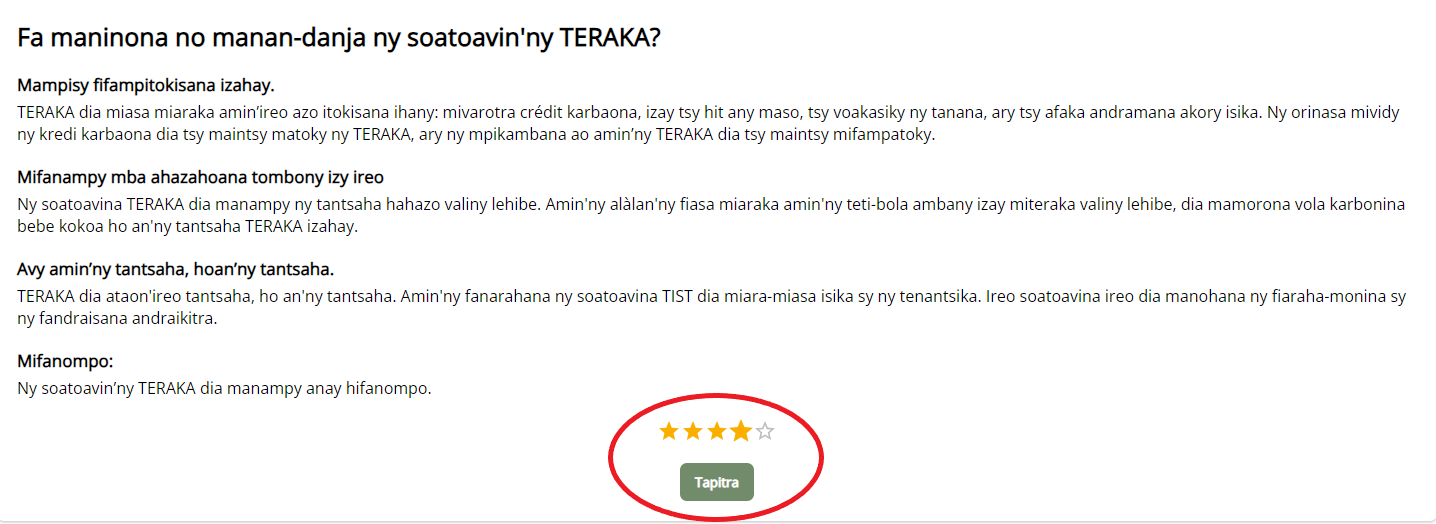 Fa maninona no manan-danja ny soatoavin'ny TERAKA?
Mampisy fifampitokisana izahay.
TERAKA dia miasa miaraka amin’ireo azo itokisana ihany: mivarotra crédit karbaona, izay tsy hit any maso, tsy voakasiky ny tanana, ary tsy afaka andramana akory isika. Ny orinasa mividy
ny kredi karbaona dia tsy maintsy matoky ny TERAKA, ary ny mpikambana ao amin’ny TERAKA dia tsy maintsy mifampatoky.
Mifanampy mba ahazahoana tombony izy ireo
Ny soatoavina TERAKA dia manampy ny tantsaha hahazo valiny lehibe. Amin'ny alàlan'ny fiasa miaraka amin'ny teti-bola ambany izay miteraka valiny lehibe, dia mamorona vola karbonina
bebe kokoa ho an'ny tantsaha TERAKA izahay.
Avy amin’ny tantsaha, hoan’ny tantsaha.
TERAKA dia ataon'ireo tantsaha, ho an'ny tantsaha. Amin'ny fanarahana ny soatoavina TIST dia miara-miasa isika sy ny tenantsika. Ireo soatoavina ireo dia manohana ny fiaraha-monina sy
ny fandraisana andraikitra.
Mifanompo:
Ny soatoavin’ny TERAKA dia manampy anay hifanompo.
Tapitra